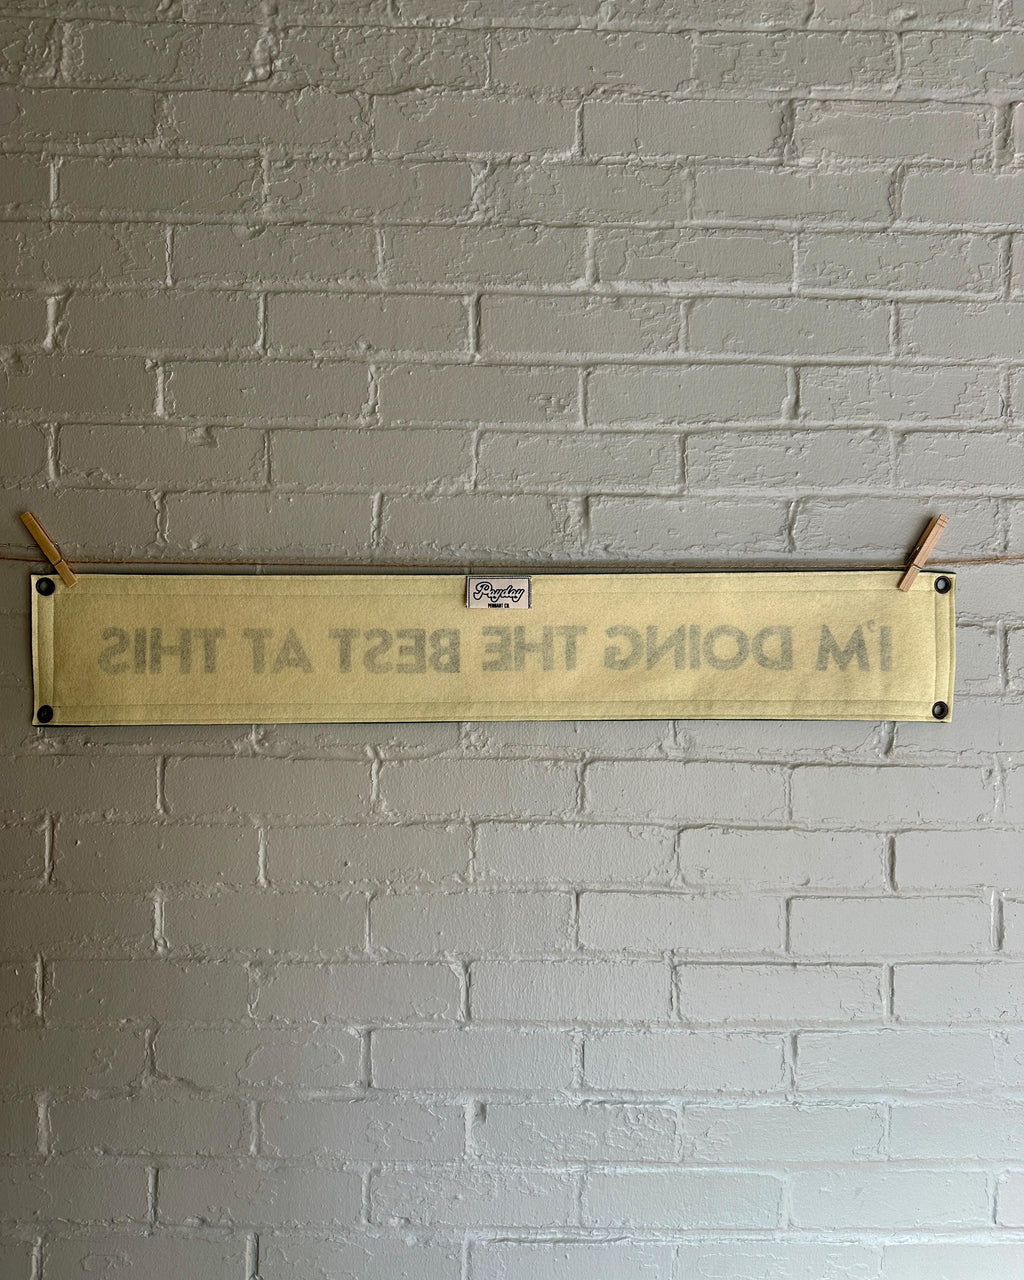 Payday
PENNANT CO.
I'M DOING THE BEST AT THIS